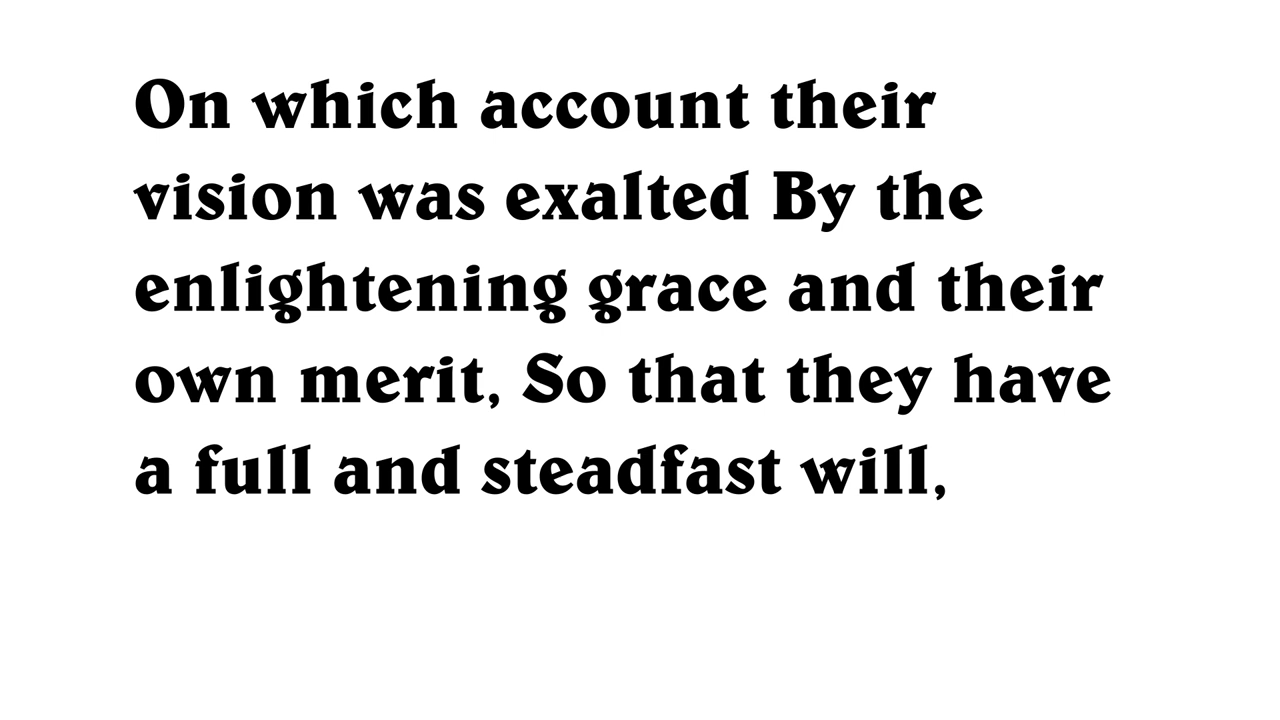 On which account their
vision was exalted By the
enlightening grace and their
own merit, So that they have
a full and steadfast will,